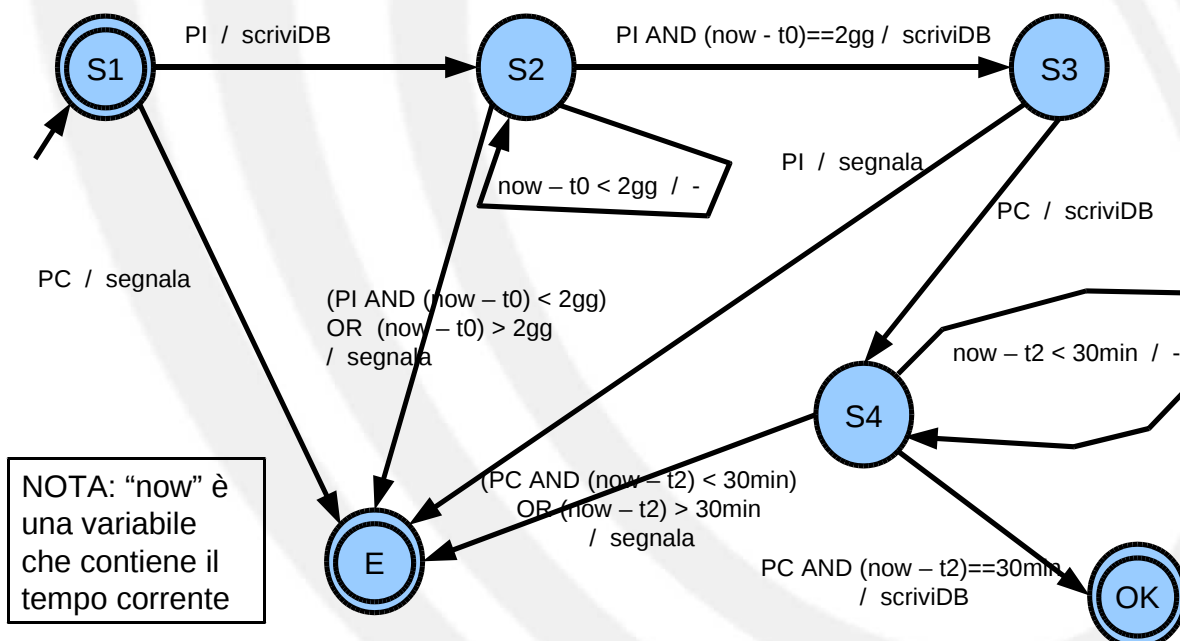 PI / scriviDB
PI AND (now - t0)==2gg / scriviDB
S1
S2
S3
PI / segnala
now – t0 < 2gg / -
PC / scriviDB
PC / segnala
(PI AND (now – t0) < 2gg)
OR (now – t0) > 2gg
/ segnala
now – t2 < 30min / -
S4
NOTA: “now” è
una variabile
che contiene il
tempo corrente
(PC AND (now – t2) < 30min)
OR (now – t2) > 30min
/ segnala
E
PC AND (now – t2)==30min
/ scriviDB
OK